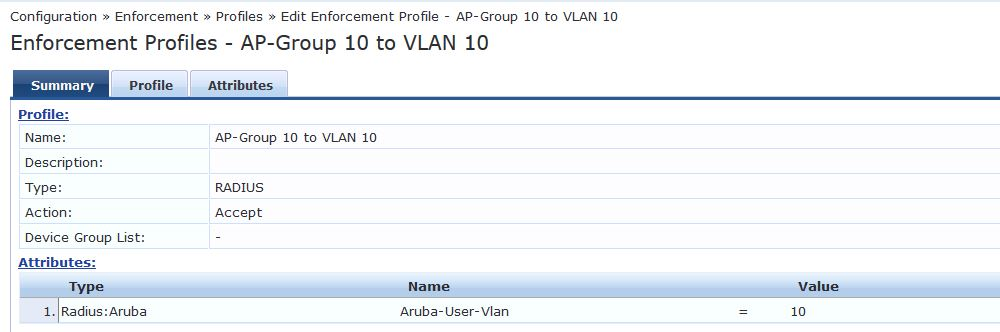 Configuration » Enforcement » Profiles » Edit Enforcement Profile - AP-Group 10 to VLAN 10
Enforcement Profiles - AP-Group 10 to VLAN 10
Summary Profile Attributes
Profile:
Name: AP-Group 10 to VLAN 10
Description:
Type: RADIUS
Action: Accept
Device Group List: -
Attributes:
Type Name Value
1. Radius:Aruba Aruba-User-Vlan = 10